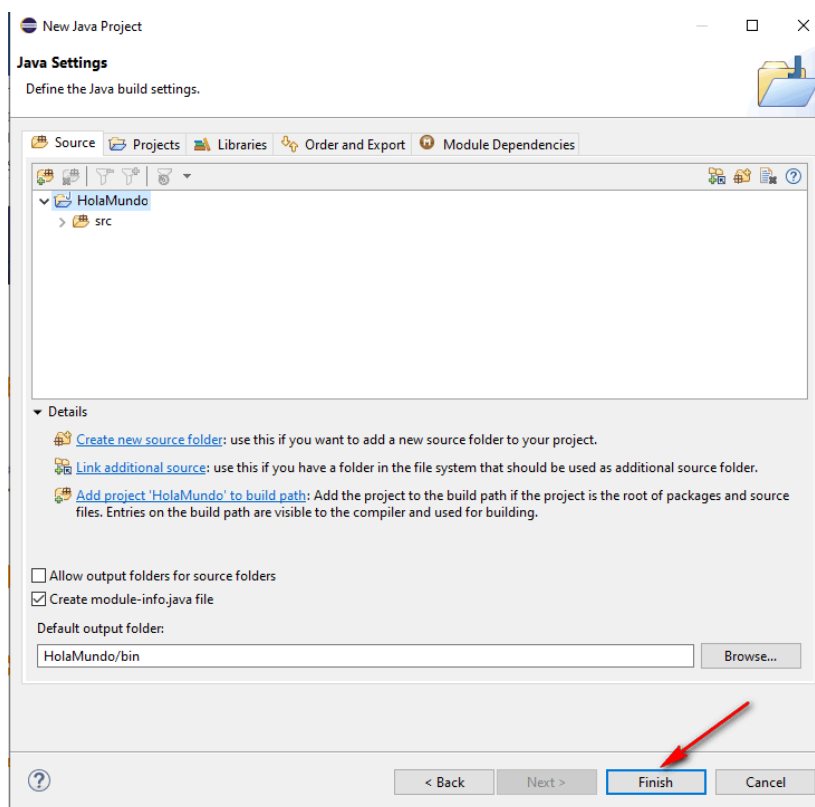 New Java Project
Java Settings
Define the Java build settings.
Source Projects Libraries Order and Export Module Dependencies
HolaMundo
src
Details
Create new source folder: use this if you want to add a new source folder to your project.
Link additional source: use this if you have a folder in the file system that should be used as additional source folder.
Add project 'HolaMundo' to build path: Add the project to the build path if the project is the root of packages and source
files. Entries on the build path are visible to the compiler and used for building.
Allow output folders for source folders
Create module-info.java file
Default output folder:
HolaMundo/bin Browse...
< Back Next > Finish Cancel